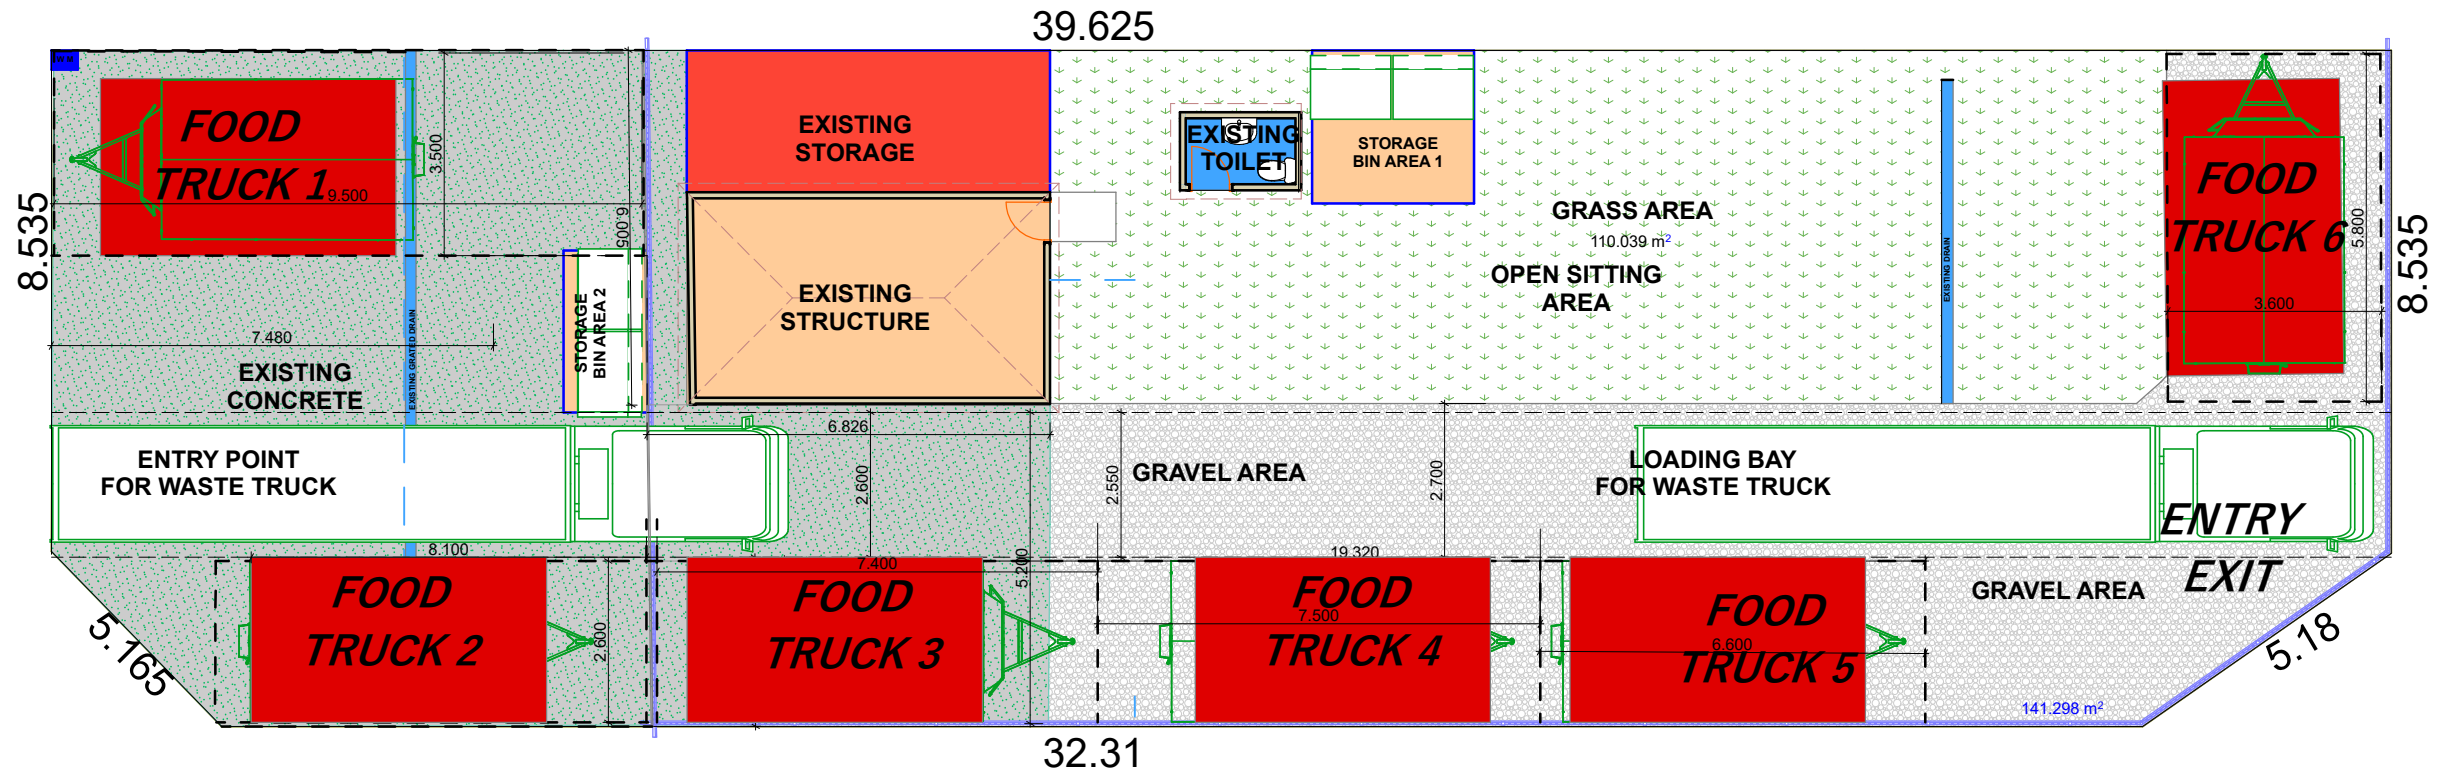 39.625
W.M
FOOD
TRUCK 1
9.500
3.500
6.005
8.535
EXISTING
STORAGE
EXISTING
TOILET
STORAGE
BIN AREA 1
GRASS AREA
110.039 m²
OPEN SITTING
AREA
EXISTING DRAIN
FOOD
TRUCK 6
5.800
3.600
8.535
EXISTING
STRUCTURE
STORAGE
BIN AREA 2
7.480
EXISTING GRATED DRAIN
EXISTING
CONCRETE
6.826
ENTRY POINT
FOR WASTE TRUCK
2.600
2.550
GRAVEL AREA
2.700
LOADING BAY
FOR WASTE TRUCK
ENTRY
EXIT
8.100
7.400
5.200
19.320
FOOD
TRUCK 2
2.600
FOOD
TRUCK 3
FOOD
7.500
TRUCK 4
FOOD
6.600
TRUCK 5
GRAVEL AREA
5.165
5.18
141.298 m²
32.31